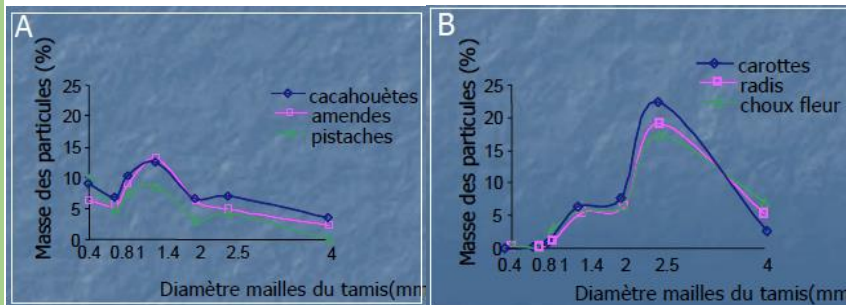 A
Masse des particules (%)
25
20
15
10
5
0
cacahouètes
amendes
pistaches
0.4 0.8 1 1.4 2 2.5 4
Diamètre mailles du tamis(mm
B
Masse des particules (%)
25
20
15
10
5
0
carottes
radis
choux fleur
0.4 0.8 1 1.4 2 2.5 4
Diamètre mailles du tamis(mm